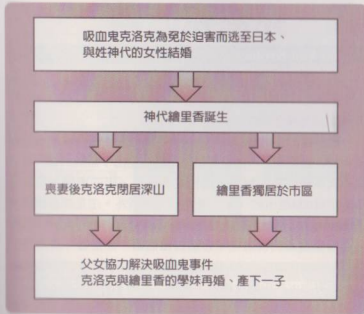 吸血鬼克洛克為免於迫害而逃至日本、
與姓神代的女性結婚
神代繪里香誕生
喪妻後克洛克閉居深山
繪里香獨居於市區
父女協力解決吸血鬼事件
克洛克與繪里香的學妹再婚、產下一子